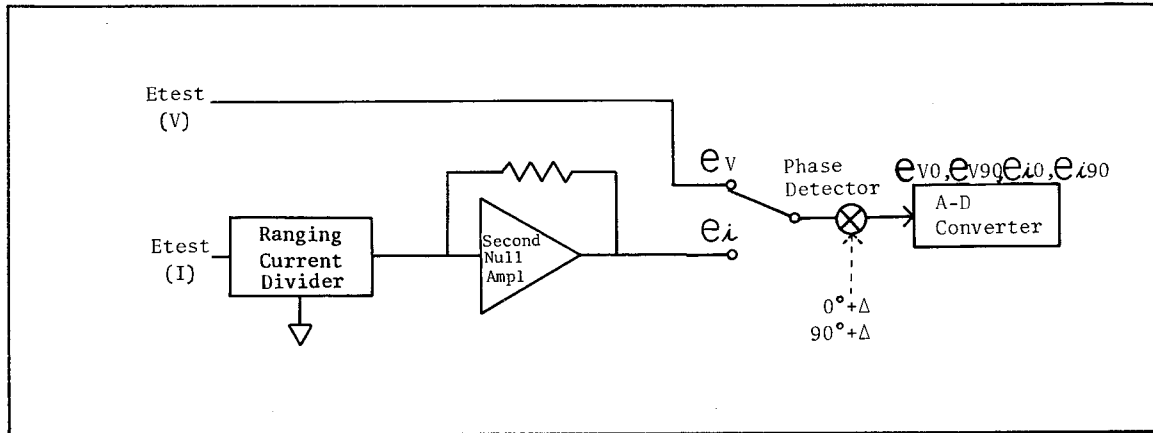 Etest
(V)
eV
Phase
Detector
eV0,eV90,ei0,ei90
A-D
Converter
Etest
(I)
Ranging
Current
Divider
Second
Null
Ampl
ei
0°+Δ
90°+Δ